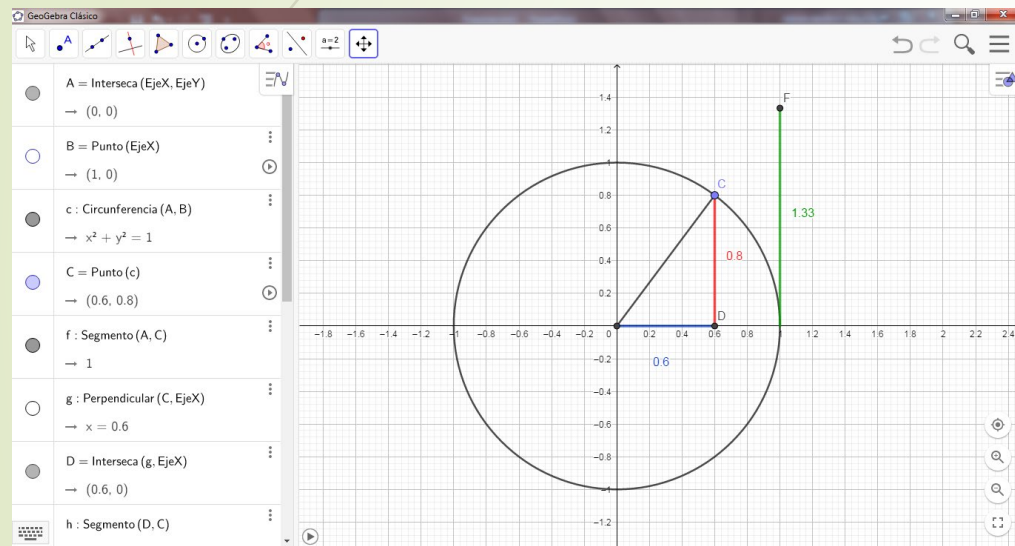 GeoGebra Clásico
a=2
A = Interseca (EjeX, EjeY)
→ (0, 0)
B = Punto (EjeX)
→ (1, 0)
c : Circunferencia (A, B)
→ x² + y² = 1
C = Punto (c)
→ (0.6, 0.8)
f : Segmento (A, C)
→ 1
g : Perpendicular (C, EjeX)
→ x = 0.6
D = Interseca (g, EjeX)
→ (0.6, 0)
h : Segmento (D, C)
1.4
F
1.2
1
0.8
C
1.33
0.6
0.8
0.4
0.2
D
−1.8 −1.6 −1.4 −1.2 −1 −0.8 −0.6 −0.4 −0.2 0 0.2 0.4 0.6 0.8 1 1.2 1.4 1.6 1.8 2 2.2 2.4
−0.2
0.6
−0.4
−0.6
−0.8
−1
−1.2